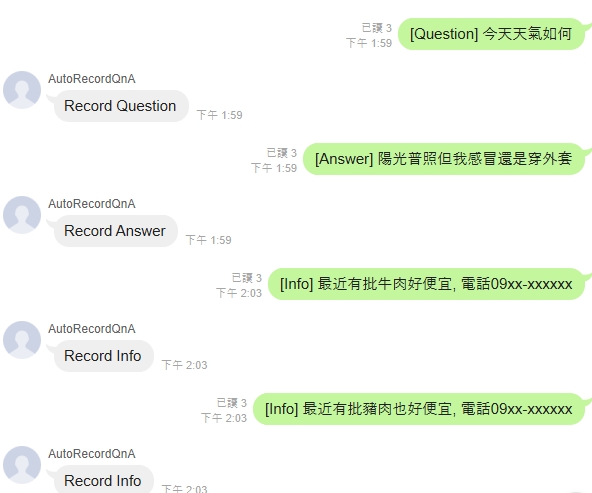 已讀 3
下午 1:59
[Question] 今天天氣如何
AutoRecordQnA
Record Question
下午 1:59
已讀 3
下午 1:59
[Answer] 陽光普照但我感冒還是穿外套
AutoRecordQnA
Record Answer
下午 1:59
已讀 3
下午 2:03
[Info] 最近有批牛肉好便宜, 電話09xx-xxxxxx
AutoRecordQnA
Record Info
下午 2:03
已讀 3
下午 2:03
[Info] 最近有批豬肉也好便宜, 電話09xx-xxxxxx
AutoRecordQnA
Record Info
下午 2:03